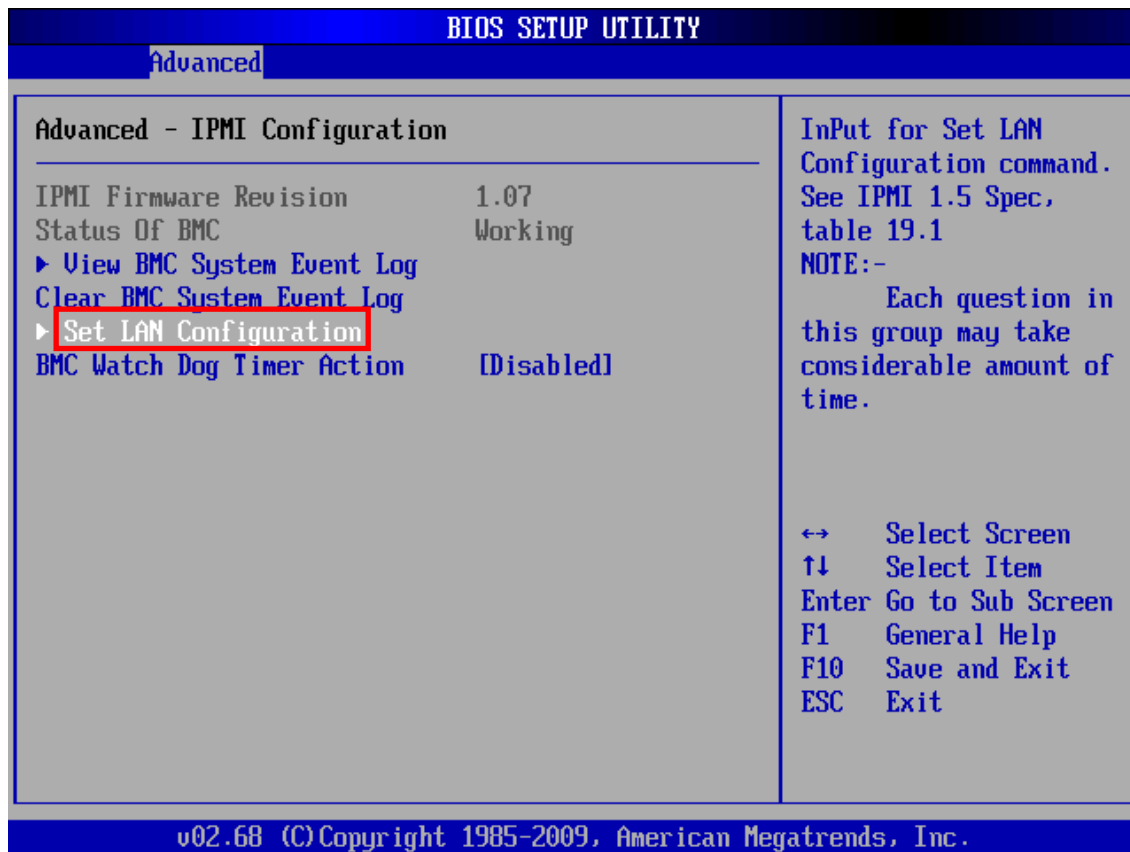 BIOS SETUP UTILITY
Advanced
Advanced - IPMI Configuration
IPMI Firmware Revision 1.07
Status Of BMC Working
▶ View BMC System Event Log
Clear BMC System Event Log
▶ Set LAN Configuration
BMC Watch Dog Timer Action [Disabled]
InPut for Set LAN
Configuration command.
See IPMI 1.5 Spec,
table 19.1
NOTE:-
Each question in
this group may take
considerable amount of
time.
←→ Select Screen
↑↓ Select Item
Enter Go to Sub Screen
F1 General Help
F10 Save and Exit
ESC Exit
v02.68 (C)Copyright 1985-2009, American Megatrends, Inc.